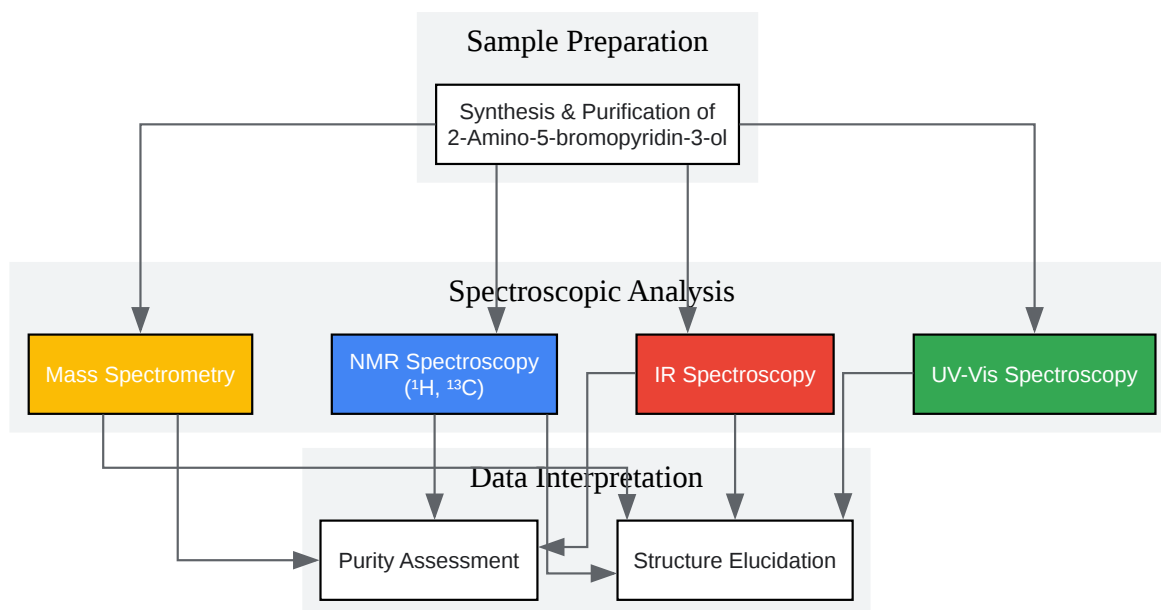 Sample Preparation
Synthesis & Purification of
2-Amino-5-bromopyridin-3-ol
Spectroscopic Analysis
Mass Spectrometry
NMR Spectroscopy
(¹H, ¹³C)
IR Spectroscopy
UV-Vis Spectroscopy
Data Interpretation
Purity Assessment
Structure Elucidation